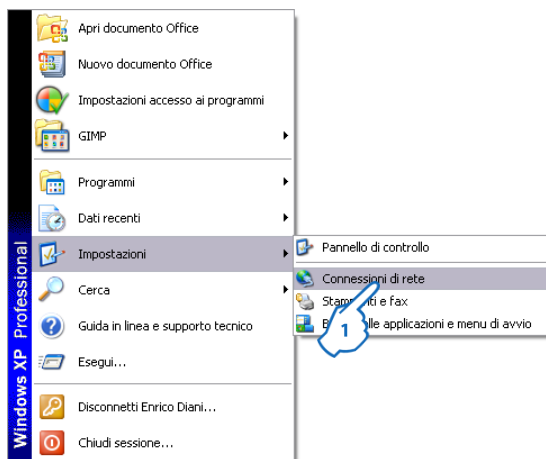 Apri documento Office
Nuovo documento Office
Impostazioni accesso ai programmi
GIMP
Programmi
Dati recenti
Impostazioni
Cerca
Guida in linea e supporto tecnico
Esegui...
Disconnetti Enrico Diani...
Chiudi sessione...
Windows XP Professional
Pannello di controllo
Connessioni di rete
e fax
applicazioni e menu di avvio
1